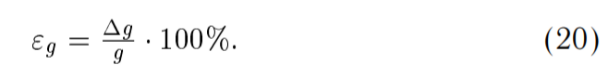 ε_g = Δg/g · 100%. (20)